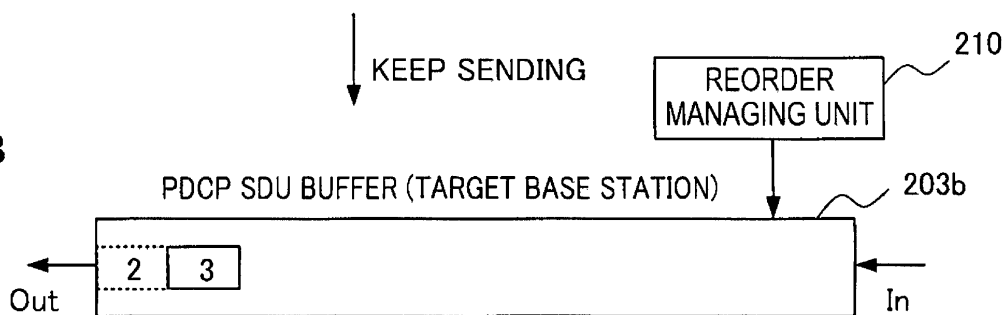 210
KEEP SENDING
REORDER
MANAGING UNIT
PDCP SDU BUFFER (TARGET BASE STATION)
203b
2 3
Out
In